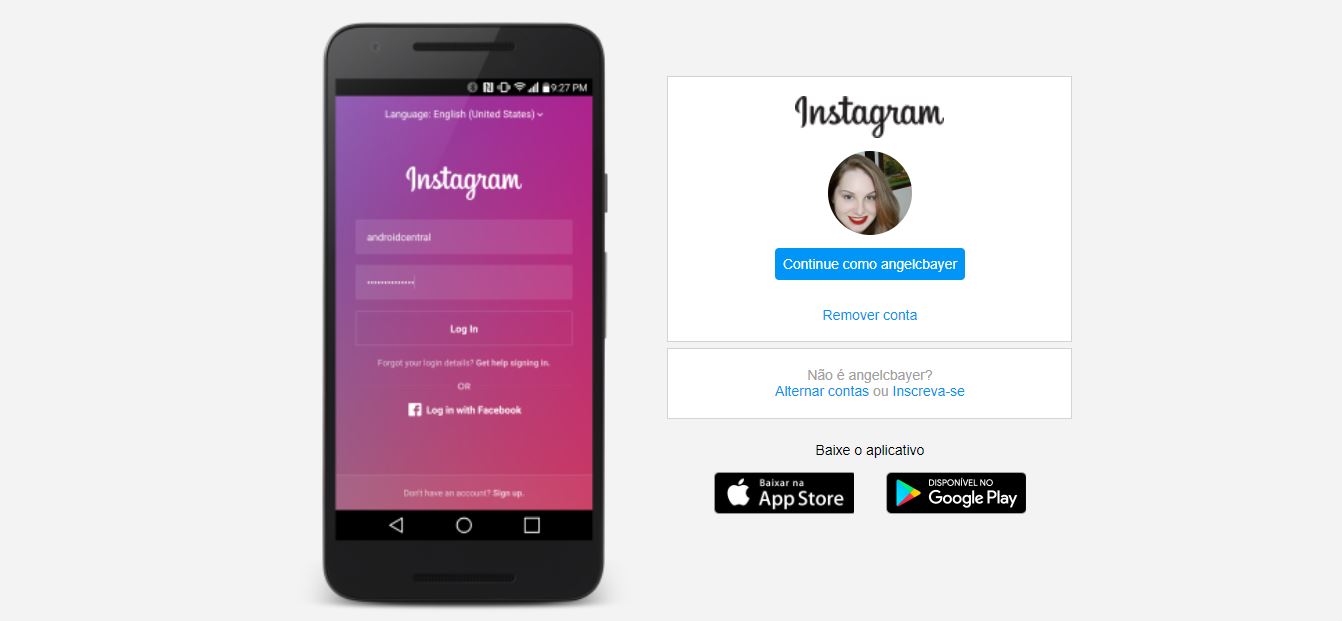 9:27 PM
Language: English (United States)
Instagram
androidcentral
Log In
Forgot your login details? Get help signing in.
OR
Log in with Facebook
Don't have an account? Sign up.
Instagram
Continue como angelcbayer
Remover conta
Não é angelcbayer?
Alternar contas ou Inscreva-se
Baixe o aplicativo
Baixar na
App Store
DISPONÍVEL NO
Google Play